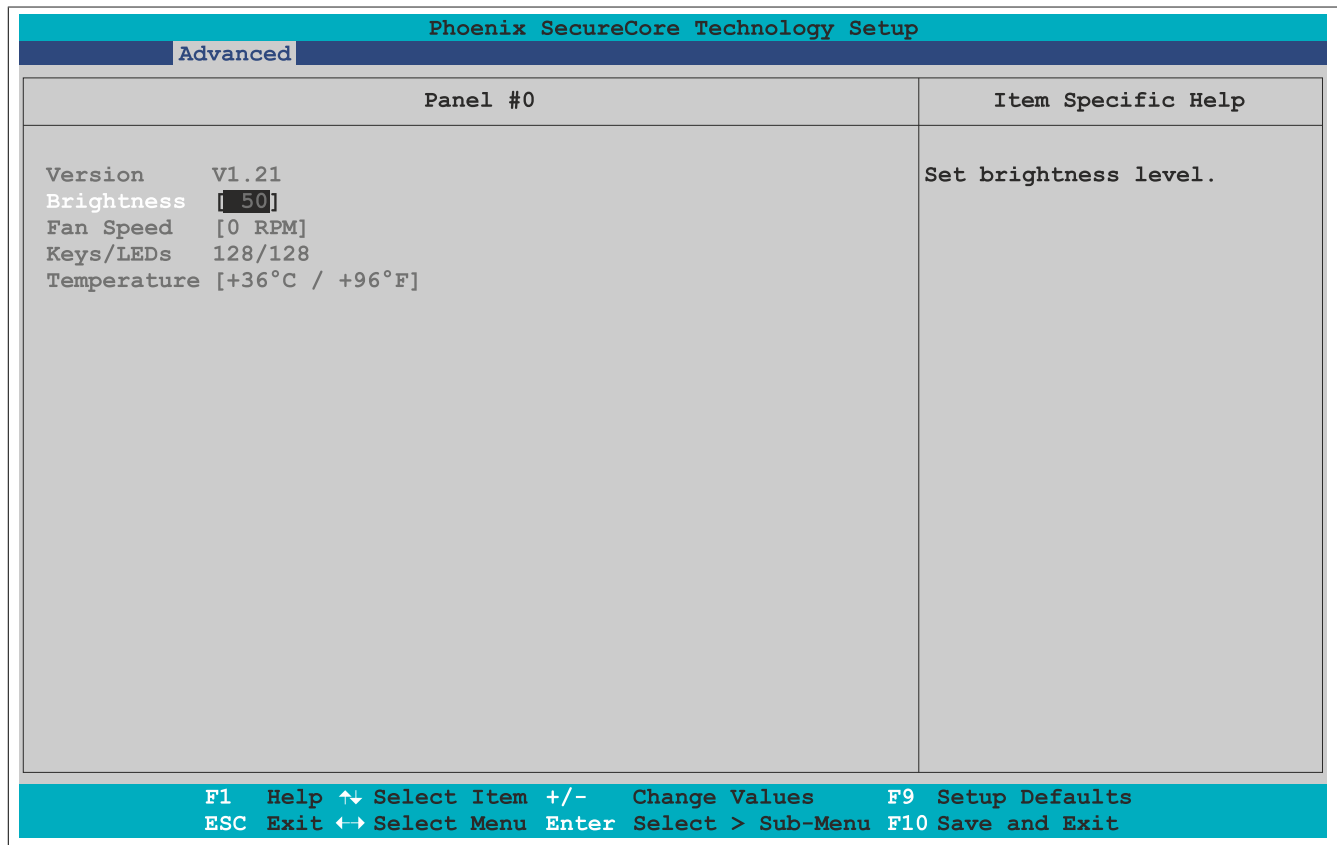 Phoenix SecureCore Technology Setup
Advanced
Panel #0
Item Specific Help
Version V1.21
Brightness [ 50]
Fan Speed [0 RPM]
Keys/LEDs 128/128
Temperature [+36°C / +96°F]
Set brightness level.
F1 Help ↑↓ Select Item +/- Change Values F9 Setup Defaults
ESC Exit ←→ Select Menu Enter Select > Sub-Menu F10 Save and Exit